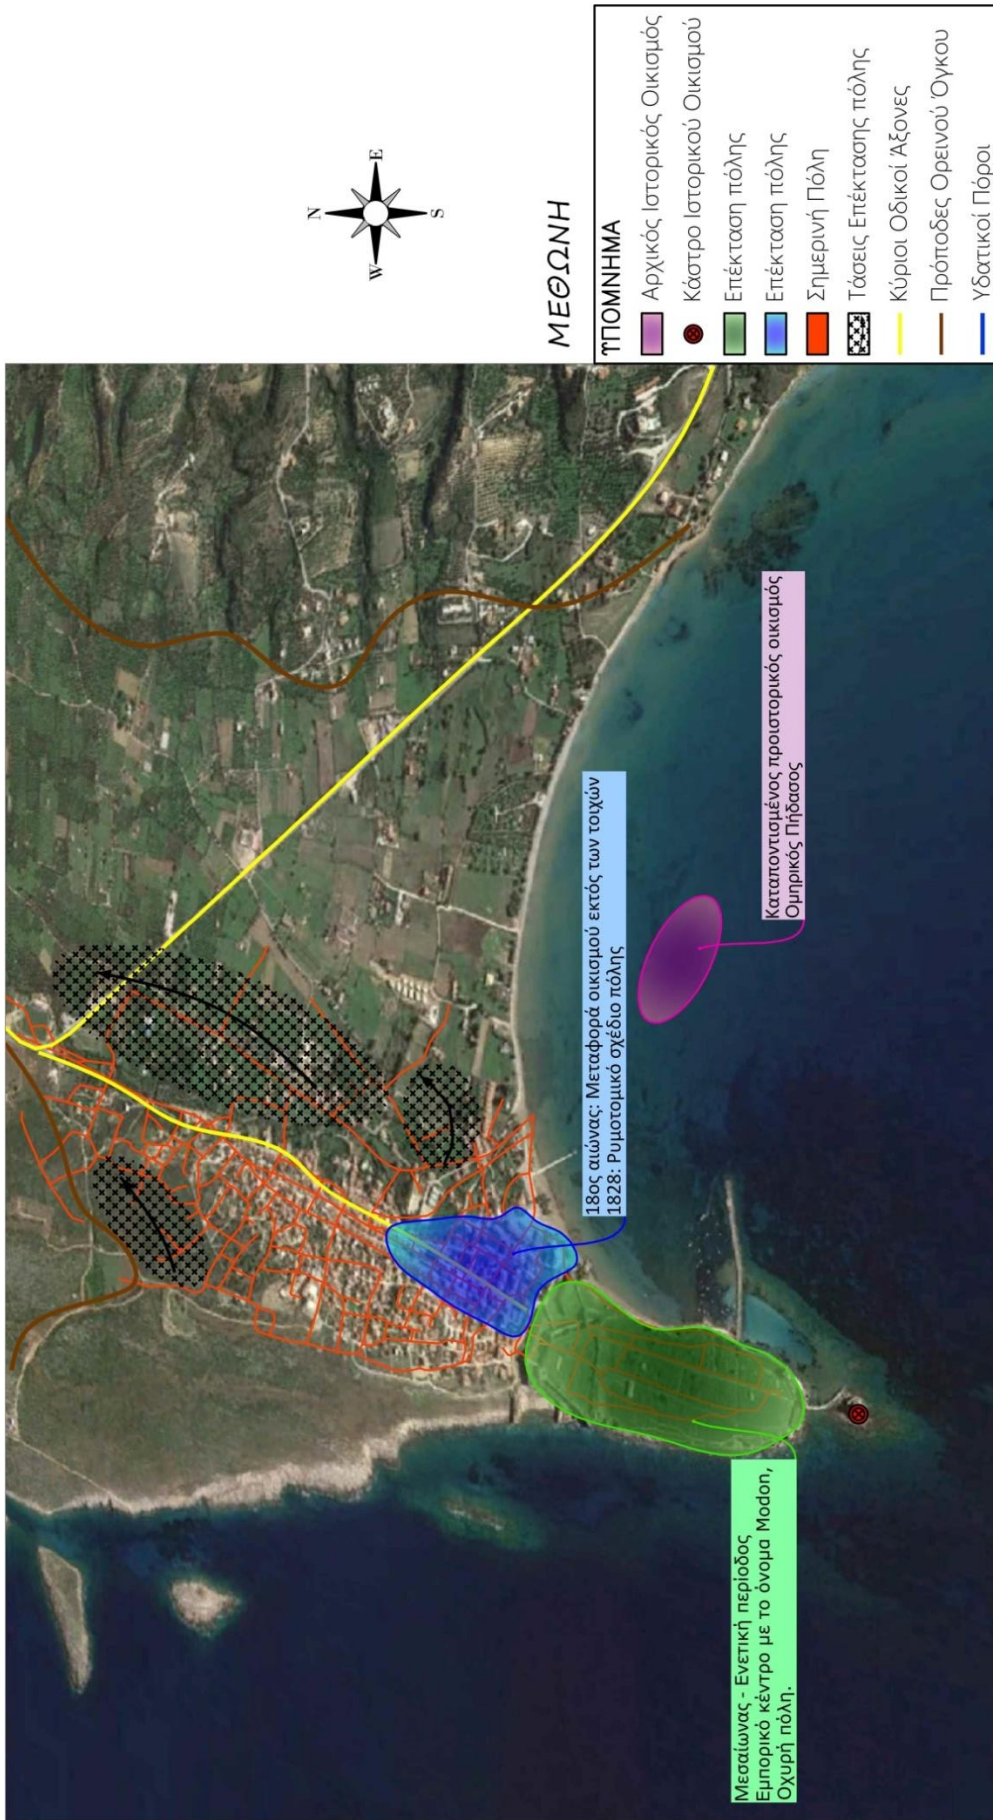 N
W
E
S
ΜΕΘΩΝΗ
ΥΠΟΜΝΗΜΑ
Αρχικός Ιστορικός Οικισμός
Κάστρο Ιστορικού Οικισμού
Επέκταση πόλης
Επέκταση πόλης
Σημερινή Πόλη
Τάσεις Επέκτασης πόλης
Κύριοι Οδικοί Άξονες
Πρόποδες Ορεινού Όγκου
Υδατικοί Πόροι
18ος αιώνας: Μεταφορά οικισμού εκτός των τοιχών
1828: Ρυμοτομικό σχέδιο πόλης
Καταποντισμένος προιστορικός οικισμός
Ομηρικός Πήδασος
Μεσαίωνας - Ενετική περίοδος
Εμπορικό κέντρο με το όνομα Modon,
Οχυρή πόλη.